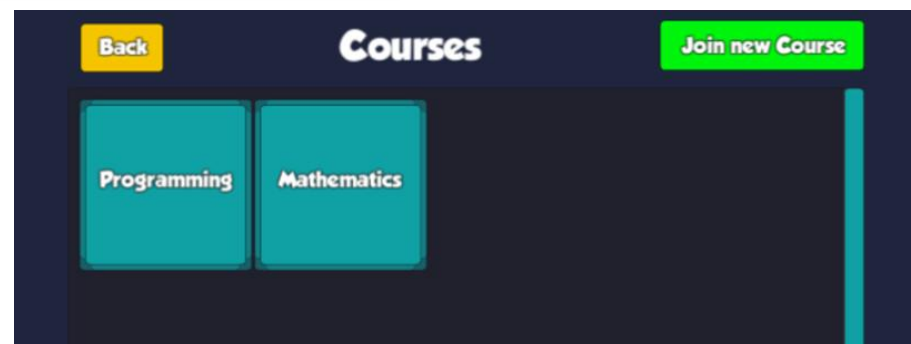 Back
Courses
Join new Course
Programming
Mathematics